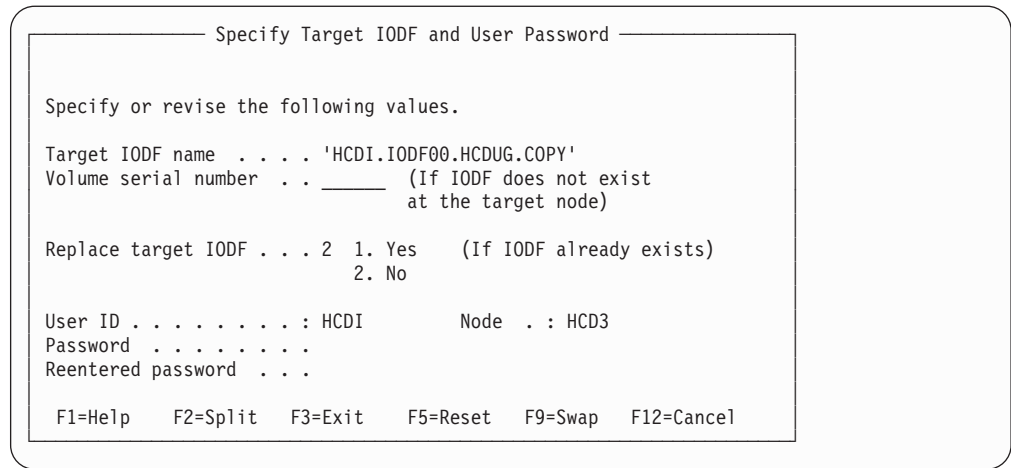 Specify Target IODF and User Password
Specify or revise the following values.
Target IODF name . . . . 'HCDI.IODF00.HCDUG.COPY'
Volume serial number . . ______ (If IODF does not exist
at the target node)
Replace target IODF . . . 2 1. Yes (If IODF already exists)
2. No
User ID . . . . . . . . : HCDI Node . : HCD3
Password . . . . . . . .
Reentered password . . .
F1=Help F2=Split F3=Exit F5=Reset F9=Swap F12=Cancel